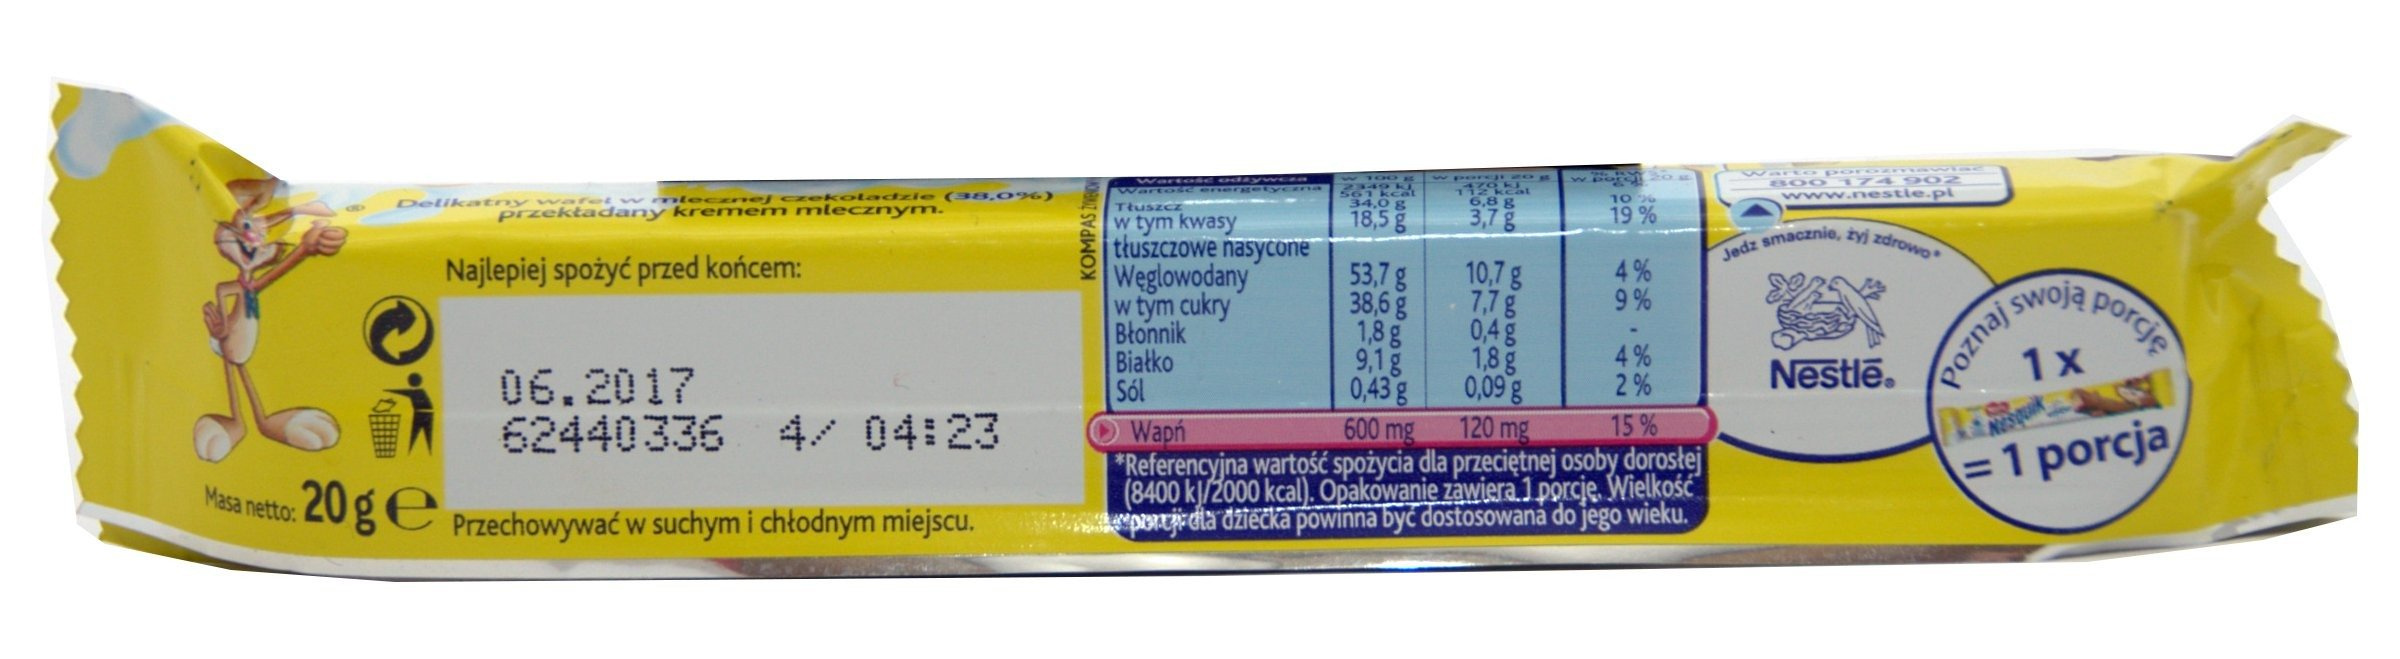 Delikatny wafel w mlecznej czekoladzie (38,0%)
przekładany kremem mlecznym.
Najlepiej spożyć przed końcem:
06.2017
62440336 4/ 04:23
Masa netto: 20 g e
Przechowywać w suchym i chłodnym miejscu.
KOMPAS
Wartość odżywcza w 100 g w porcji 20 g w porcji 20 g
Wartość energetyczna 2349 kJ 470 kJ 6 %
561 kcal 112 kcal
Tłuszcz 34,0 g 6,8 g 10 %
w tym kwasy 18,5 g 3,7 g 19 %
tłuszczowe nasycone
Węglowodany 53,7 g 10,7 g 4 %
w tym cukry 38,6 g 7,7 g 9 %
Błonnik 1,8 g 0,4 g -
Białko 9,1 g 1,8 g 4 %
Sól 0,43 g 0,09 g 2 %
Wapń 600 mg 120 mg 15 %
*Referencyjna wartość spożycia dla przeciętnej osoby dorosłej
(8400 kJ/2000 kcal). Opakowanie zawiera 1 porcję. Wielkość
porcji dla dziecka powinna być dostosowana do jego wieku.
Warto porozmawiać
800 174 902
www.nestle.pl
Jedz smacznie, żyj zdrowo®
Nestlé®
Poznaj swoją porcję
1 x
Nesquik
= 1 porcja